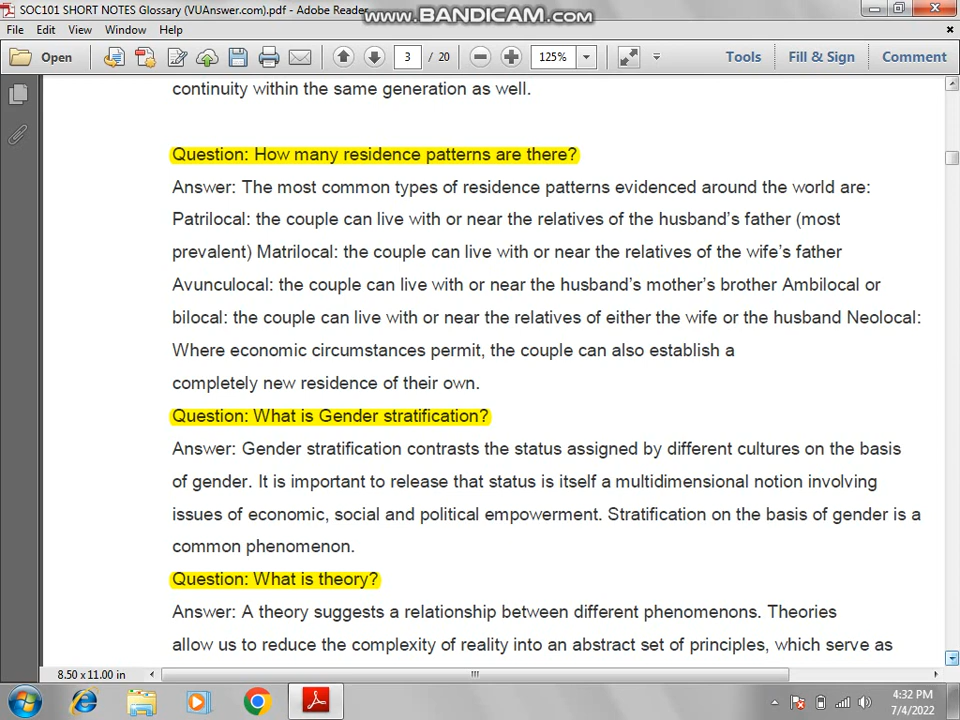 SOC101 SHORT NOTES Glossary (VUAnswer.com).pdf - Adobe Reader
www.BANDICAM.com
File Edit View Window Help
Open 3 / 20 125% Tools Fill & Sign Comment
continuity within the same generation as well.
Question: How many residence patterns are there?
Answer: The most common types of residence patterns evidenced around the world are:
Patrilocal: the couple can live with or near the relatives of the husband's father (most
prevalent) Matrilocal: the couple can live with or near the relatives of the wife's father
Avunculocal: the couple can live with or near the husband's mother's brother Ambilocal or
bilocal: the couple can live with or near the relatives of either the wife or the husband Neolocal:
Where economic circumstances permit, the couple can also establish a
completely new residence of their own.
Question: What is Gender stratification?
Answer: Gender stratification contrasts the status assigned by different cultures on the basis
of gender. It is important to release that status is itself a multidimensional notion involving
issues of economic, social and political empowerment. Stratification on the basis of gender is a
common phenomenon.
Question: What is theory?
Answer: A theory suggests a relationship between different phenomenons. Theories
allow us to reduce the complexity of reality into an abstract set of principles, which serve as
8.50 x 11.00 in
4:32 PM
7/4/2022